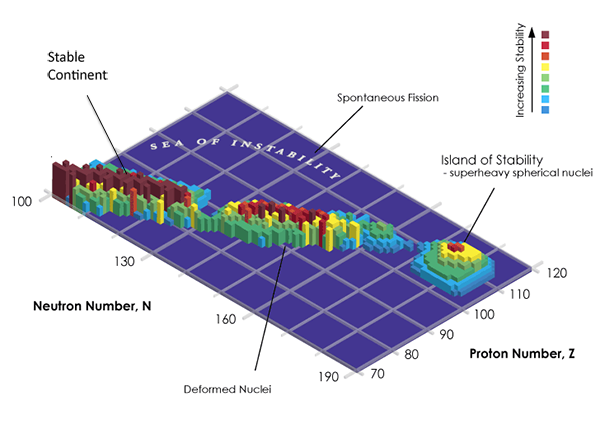 Stable
Continent
Spontaneous Fission
Increasing Stability
SEA OF INSTABILITY
Island of Stability
- superheavy spherical nuclei
100
130
160
190
70
80
90
100
110
120
Neutron Number, N
Proton Number, Z
Deformed Nuclei